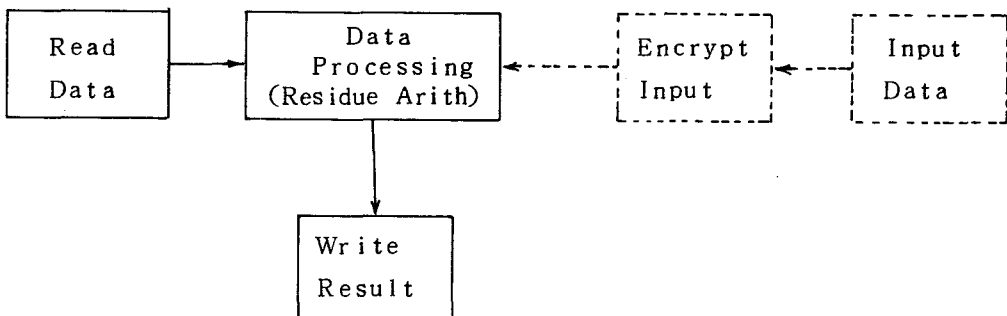 Read
Data
Data
Processing
(Residue Arith)
Encrypt
Input
Input
Data
Write
Result